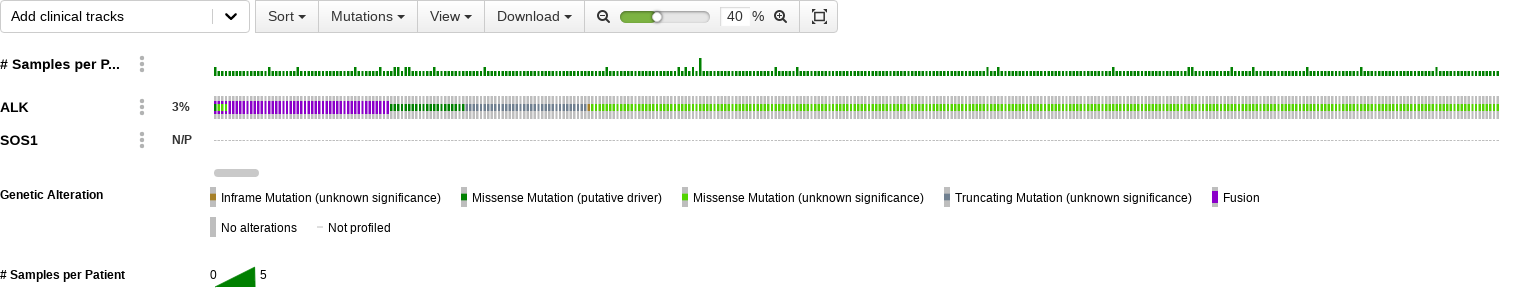 Add clinical tracks Sort Mutations View Download 40 %
# Samples per P...
ALK 3%
SOS1 N/P
Genetic Alteration Inframe Mutation (unknown significance) Missense Mutation (putative driver) Missense Mutation (unknown significance) Truncating Mutation (unknown significance) Fusion
No alterations Not profiled
# Samples per Patient 0 5